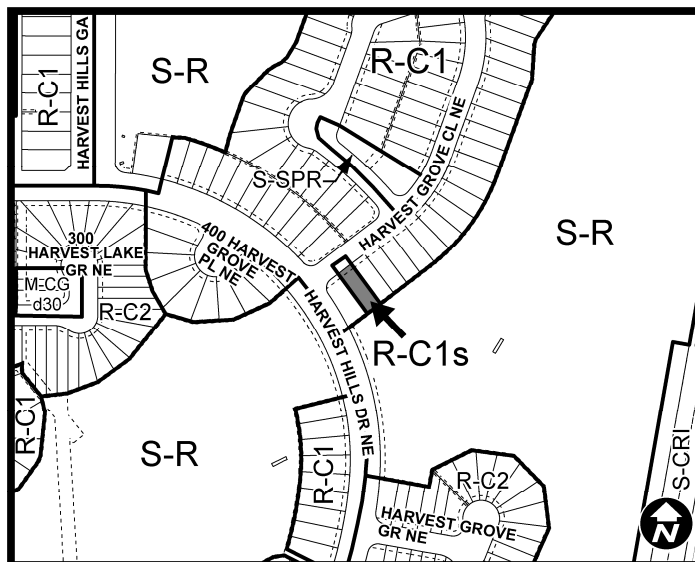 R-C1
HARVEST HILLS GA
S-R
R-C1
HARVEST GROVE CL NE
S-SPR
300
HARVEST LAKE
GR NE
400 HARVEST
GROVE
PL NE
S-R
M-CG
d30
R-C2
R-C1s
HARVEST HILLS DR NE
R-C1
S-R
R-C1
R-C2
HARVEST GROVE
GR NE
S-CRI
N